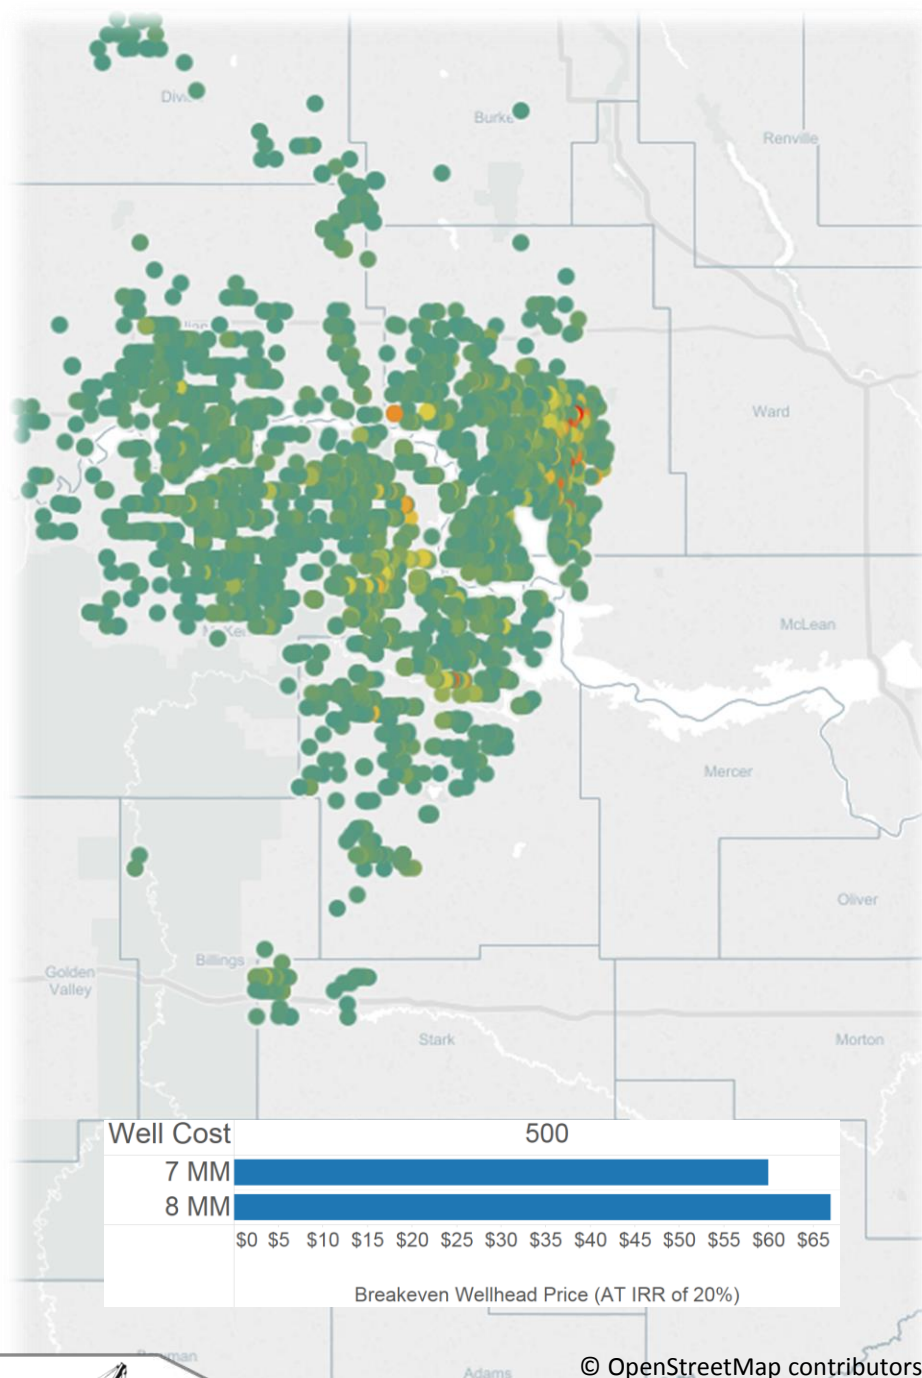 Burke
Renville
Ward
McLean
Mercer
Oliver
Billings
Golden
Valley
Stark
Morton
Well Cost 500
7 MM
8 MM
$0 $5 $10 $15 $20 $25 $30 $35 $40 $45 $50 $55 $60 $65
Breakeven Wellhead Price (AT IRR of 20%)
Adams
© OpenStreetMap contributors